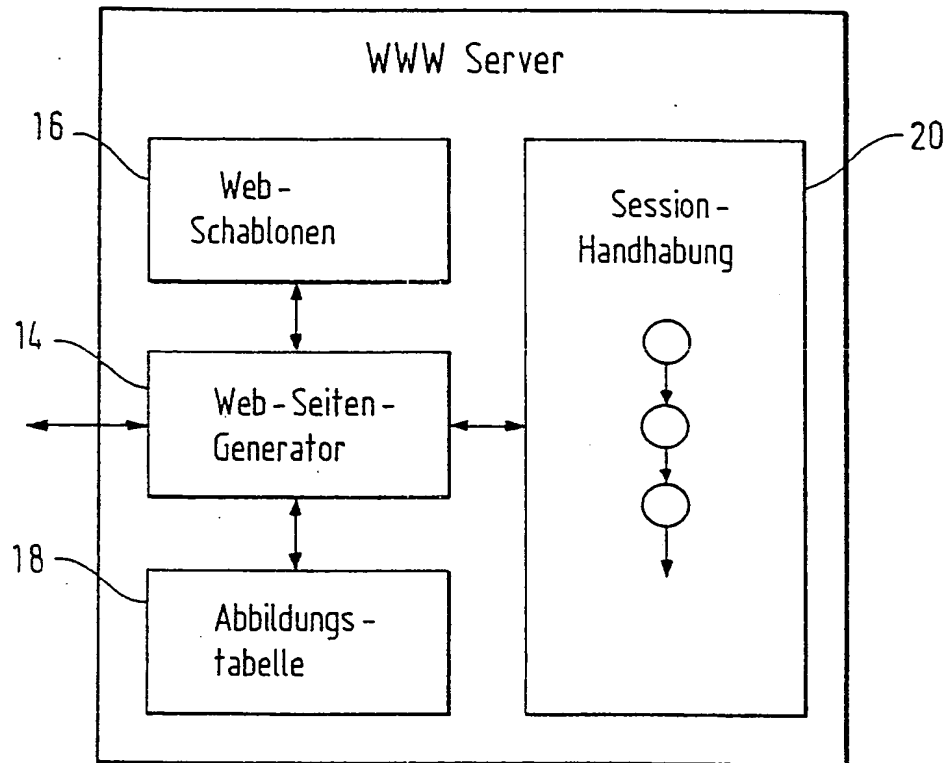 WWW Server
16
20
Web-
Schablonen
Session-
Handhabung
14
Web-Seiten-
Generator
18
Abbildungs-
tabelle